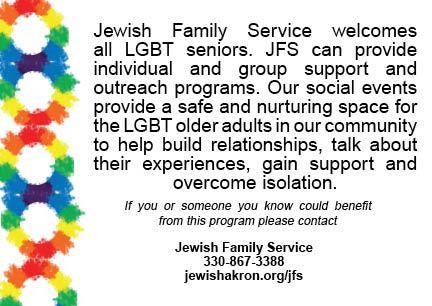 Jewish Family Service welcomes
all LGBT seniors. JFS can provide
individual and group support and
outreach programs. Our social events
provide a safe and nurturing space for
the LGBT older adults in our community
to help build relationships, talk about
their experiences, gain support and
overcome isolation.
If you or someone you know could benefit
from this program please contact
Jewish Family Service
330-867-3388
jewishakron.org/jfs